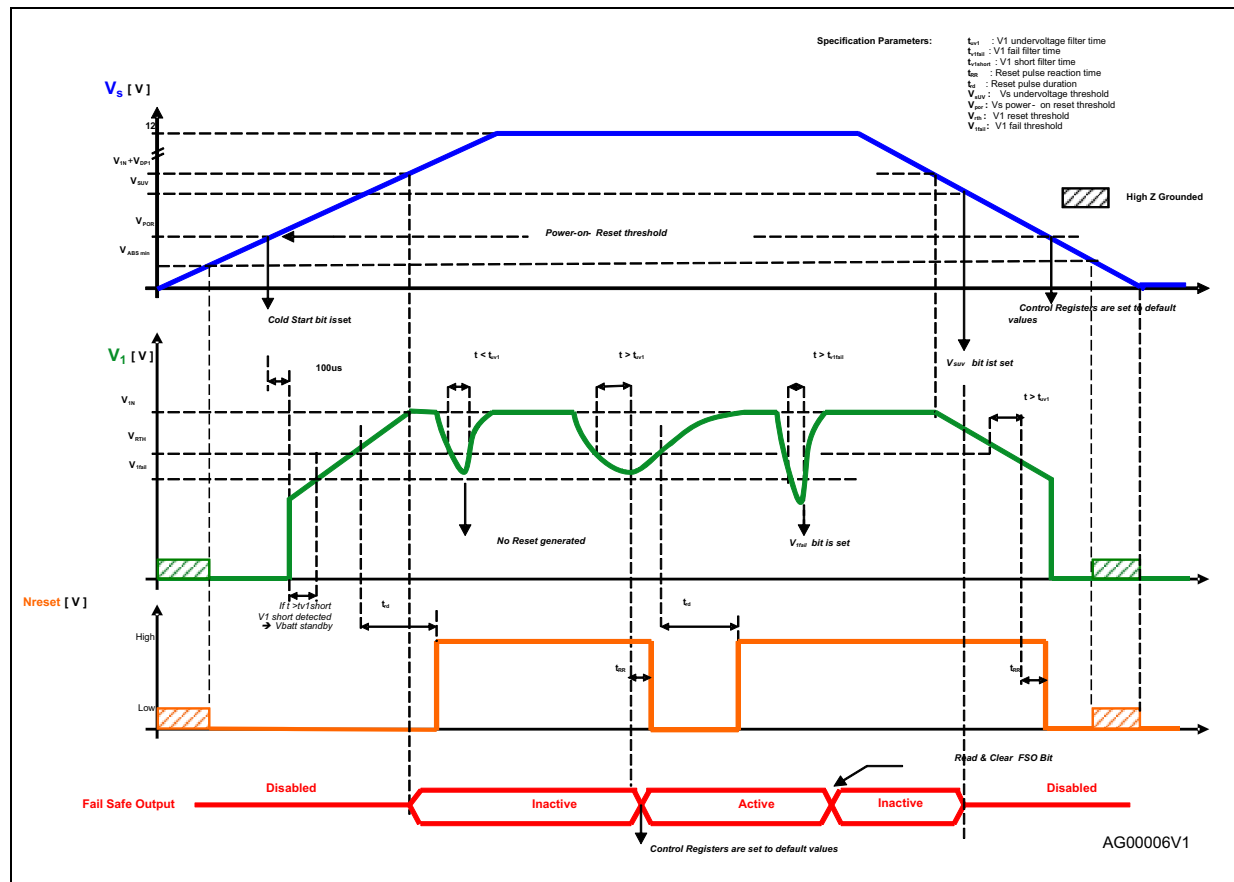 Specification Parameters:
tuv1 : V1 undervoltage filter time
tv1fail : V1 fail filter time
tv1short : V1 short filter time
tRR : Reset pulse reaction time
trd : Reset pulse duration
VsUV : Vs undervoltage threshold
Vpor : Vs power- on reset threshold
Vrth : V1 reset threshold
V1fail : V1 fail threshold
Vs [ V ]
12
V1N +VDP1
VSUV
VPOR
VABS min
High Z Grounded
Power-on- Reset threshold
Cold Start bit is set
Control Registers are set to default
values
VSUV bit ist set
V1 [ V ]
100us
t < tuv1
t > tuv1
t > tv1fail
t > tuv1
V1N
VRTH
V1fail
No Reset generated
V1fail bit is set
If t >tv1short
V1 short detected
➔ Vbatt standby
Nreset [ V ]
trd
trd
High
tRR
tRR
Low
Read & Clear FSO Bit
Fail Safe Output
Disabled
Inactive
Active
Inactive
Disabled
Control Registers are set to default values
AG00006V1